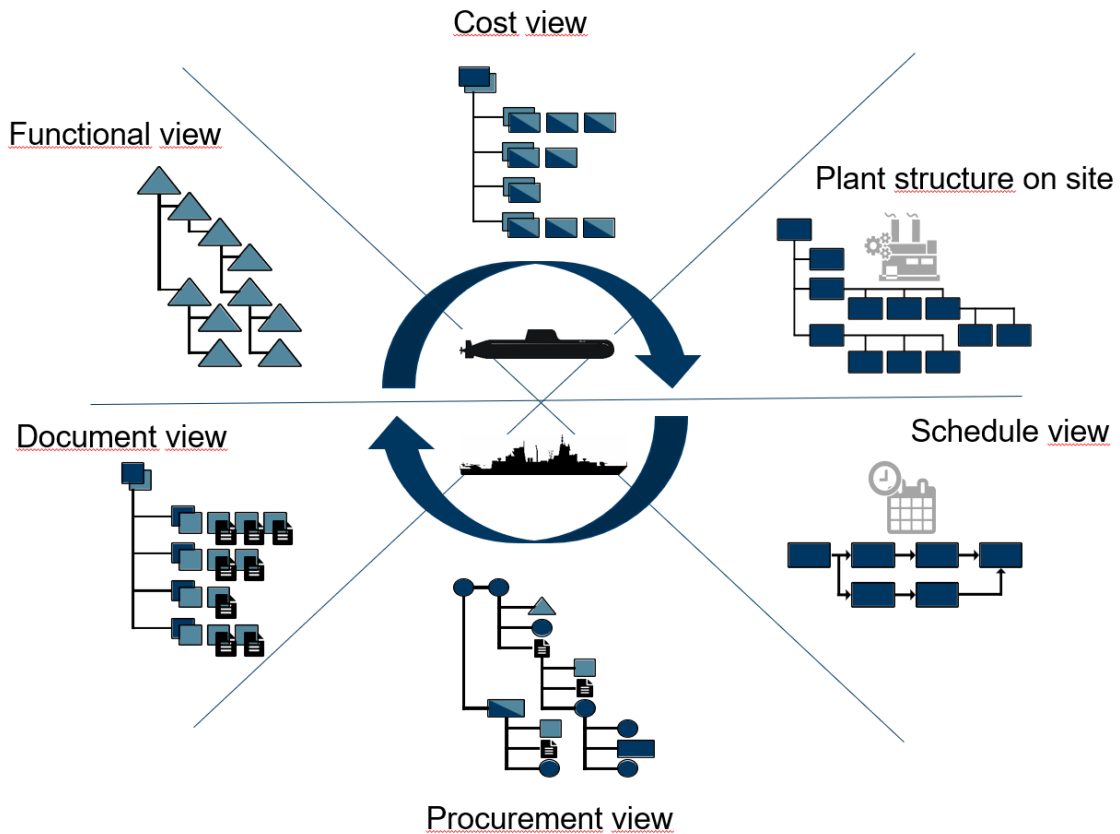 Cost view
Functional view
Plant structure on site
Document view
Schedule view
Procurement view